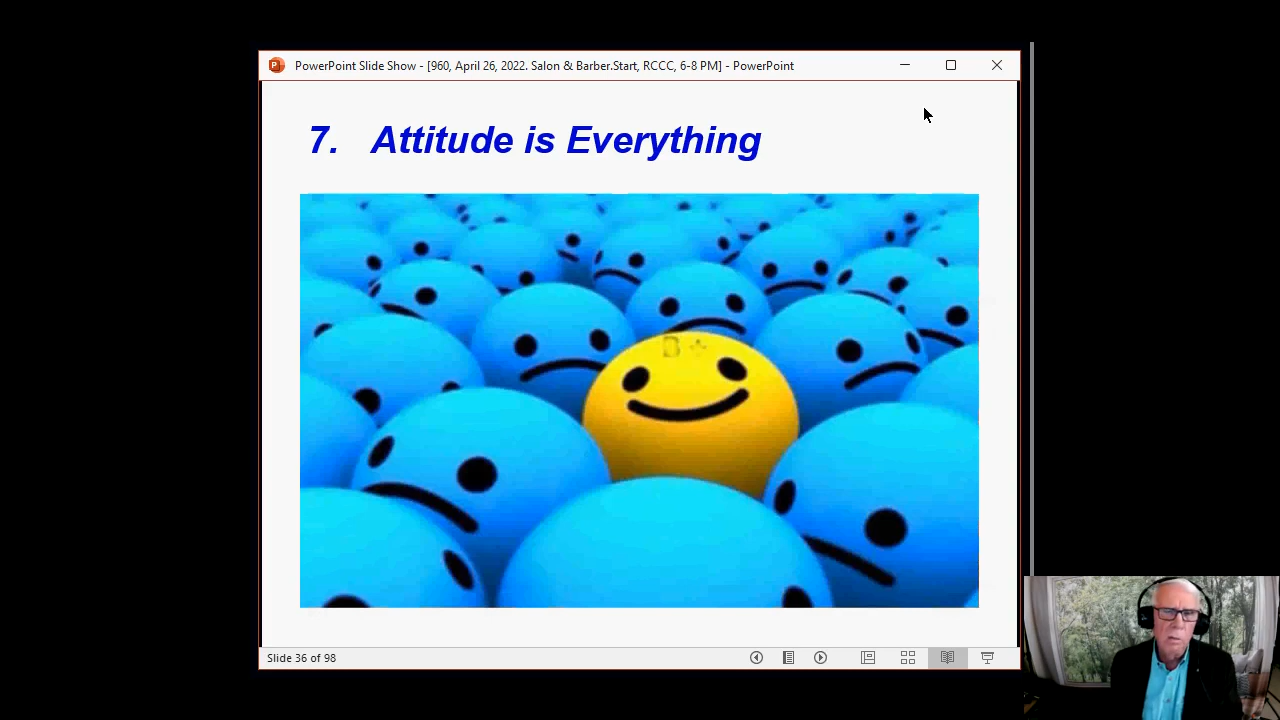 PowerPoint Slide Show - [960, April 26, 2022. Salon & Barber.Start, RCCC, 6-8 PM] - PowerPoint
7. Attitude is Everything
B
Slide 36 of 98